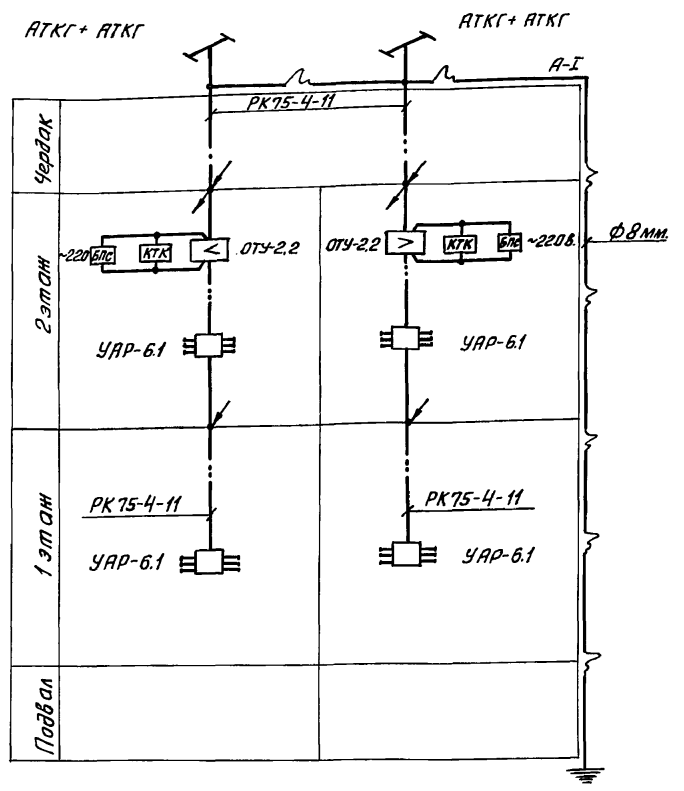 АТКГ + АТКГ
АТКГ + АТКГ
А-I
РК75-4-11
Чердак
~220
БПС
КТК
<
ОТУ-2,2
ОТУ-2,2
>
КТК
БПС
~220в.
Ф8мм.
2 этаж
УАР-6.1
УАР-6.1
РК75-4-11
РК75-4-11
1 этаж
УАР-6.1
УАР-6.1
Подвал